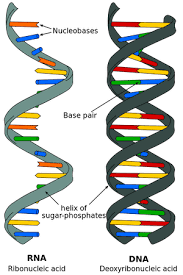 Nucleobases
Base pair
helix of
sugar-phosphates
RNA
Ribonucleic acid
DNA
Deoxyribonucleic acid